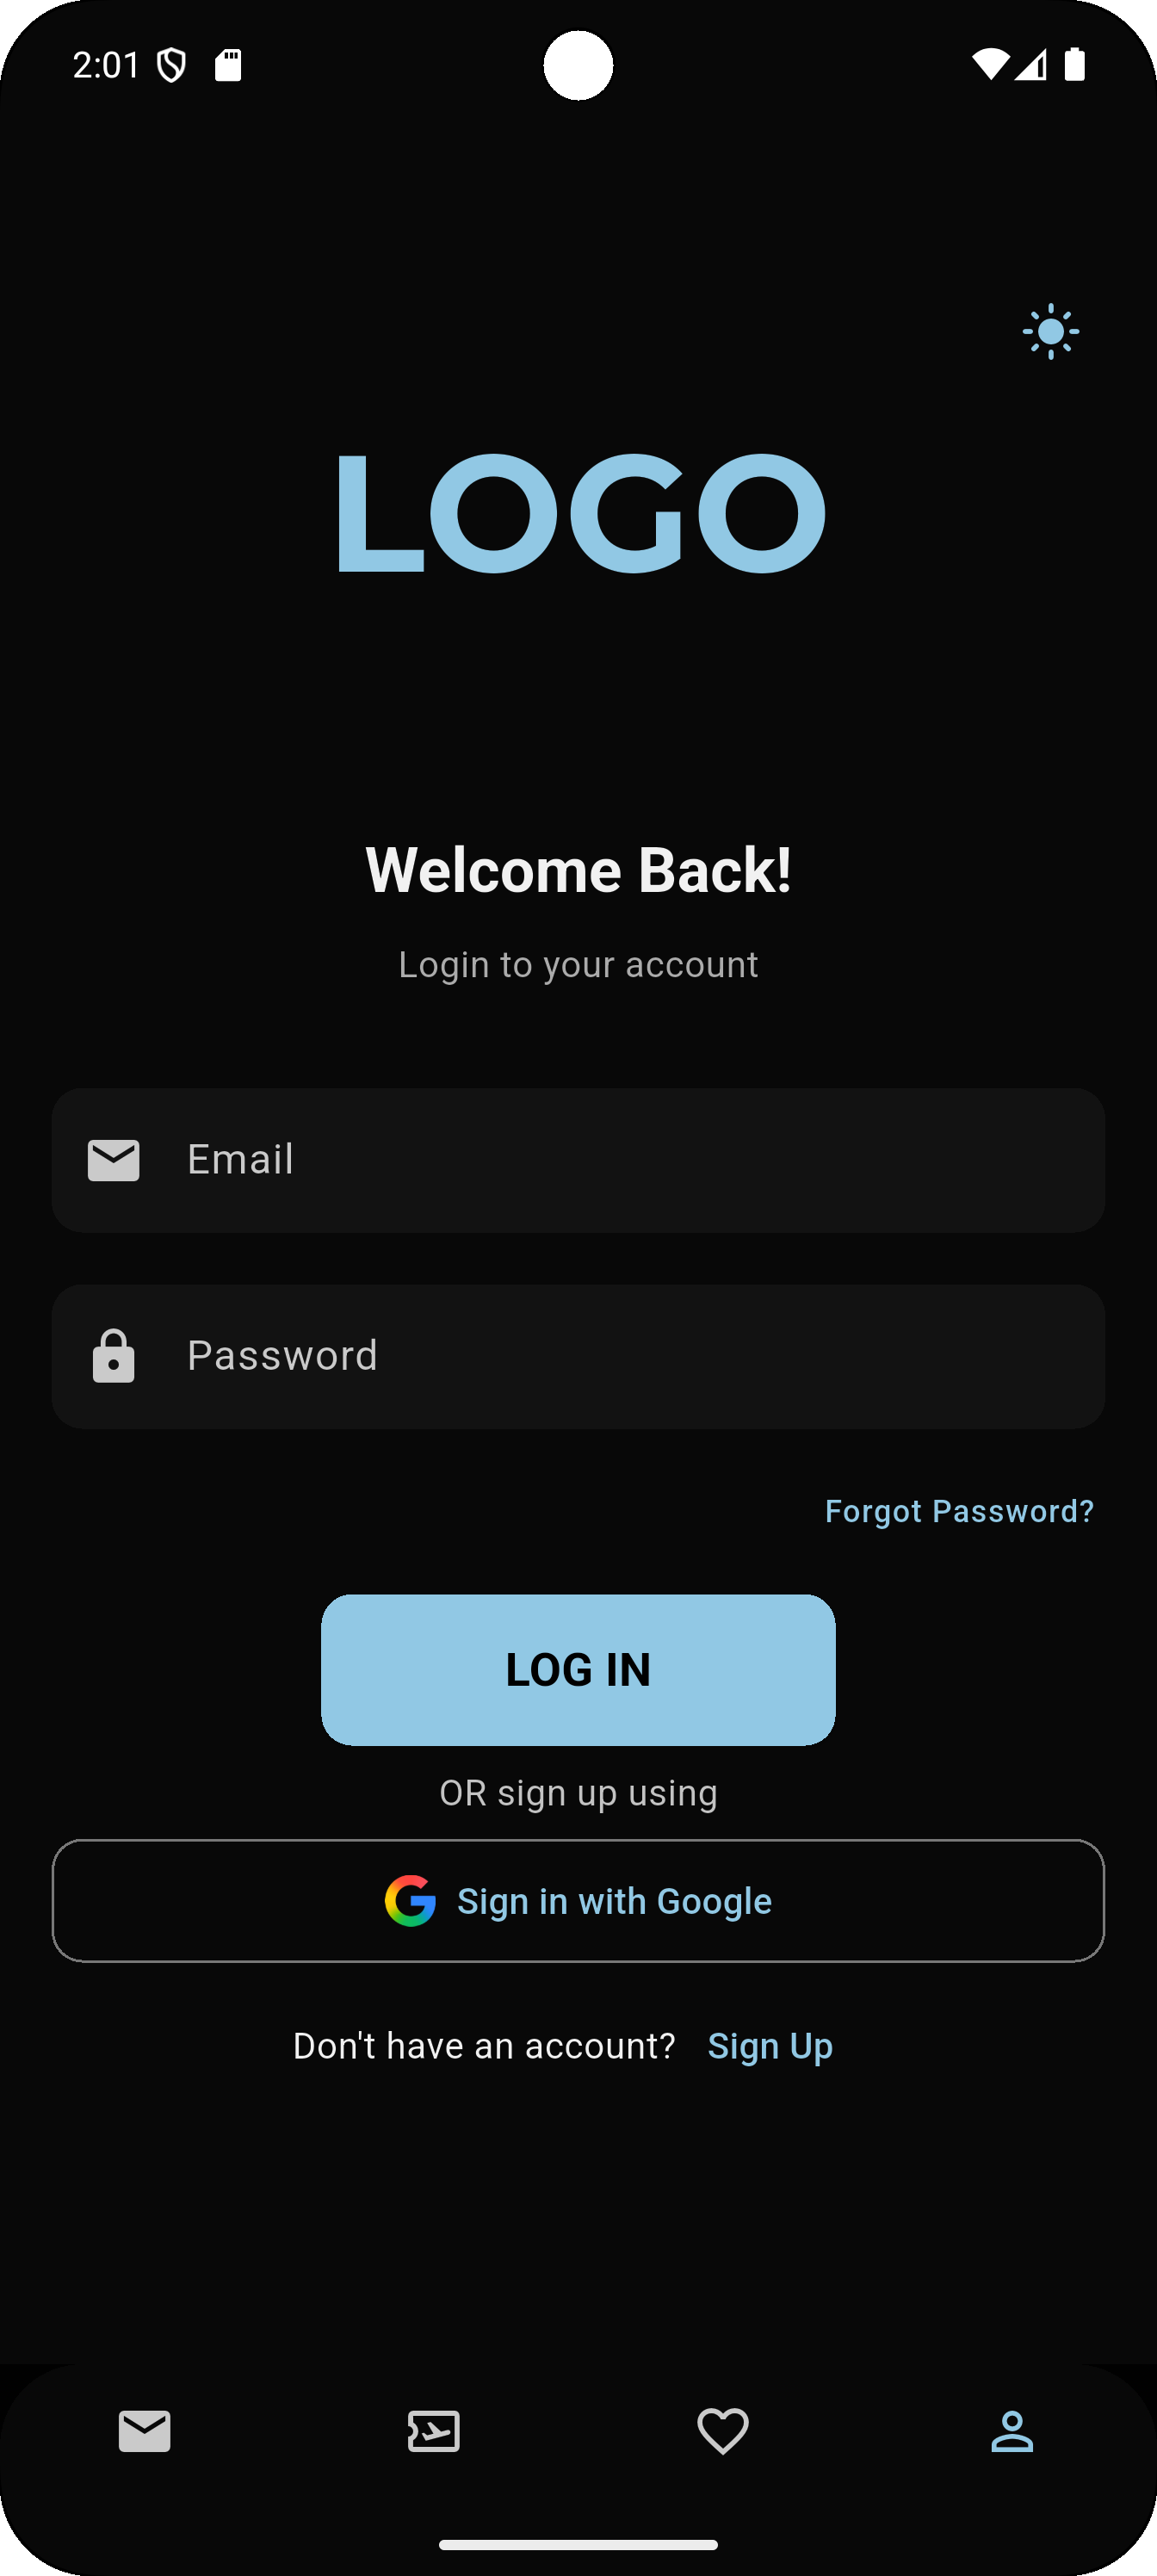 2:01
LOGO
Welcome Back!
Login to your account
Email
Password
Forgot Password?
LOG IN
OR sign up using
Sign in with Google
Don't have an account? Sign Up